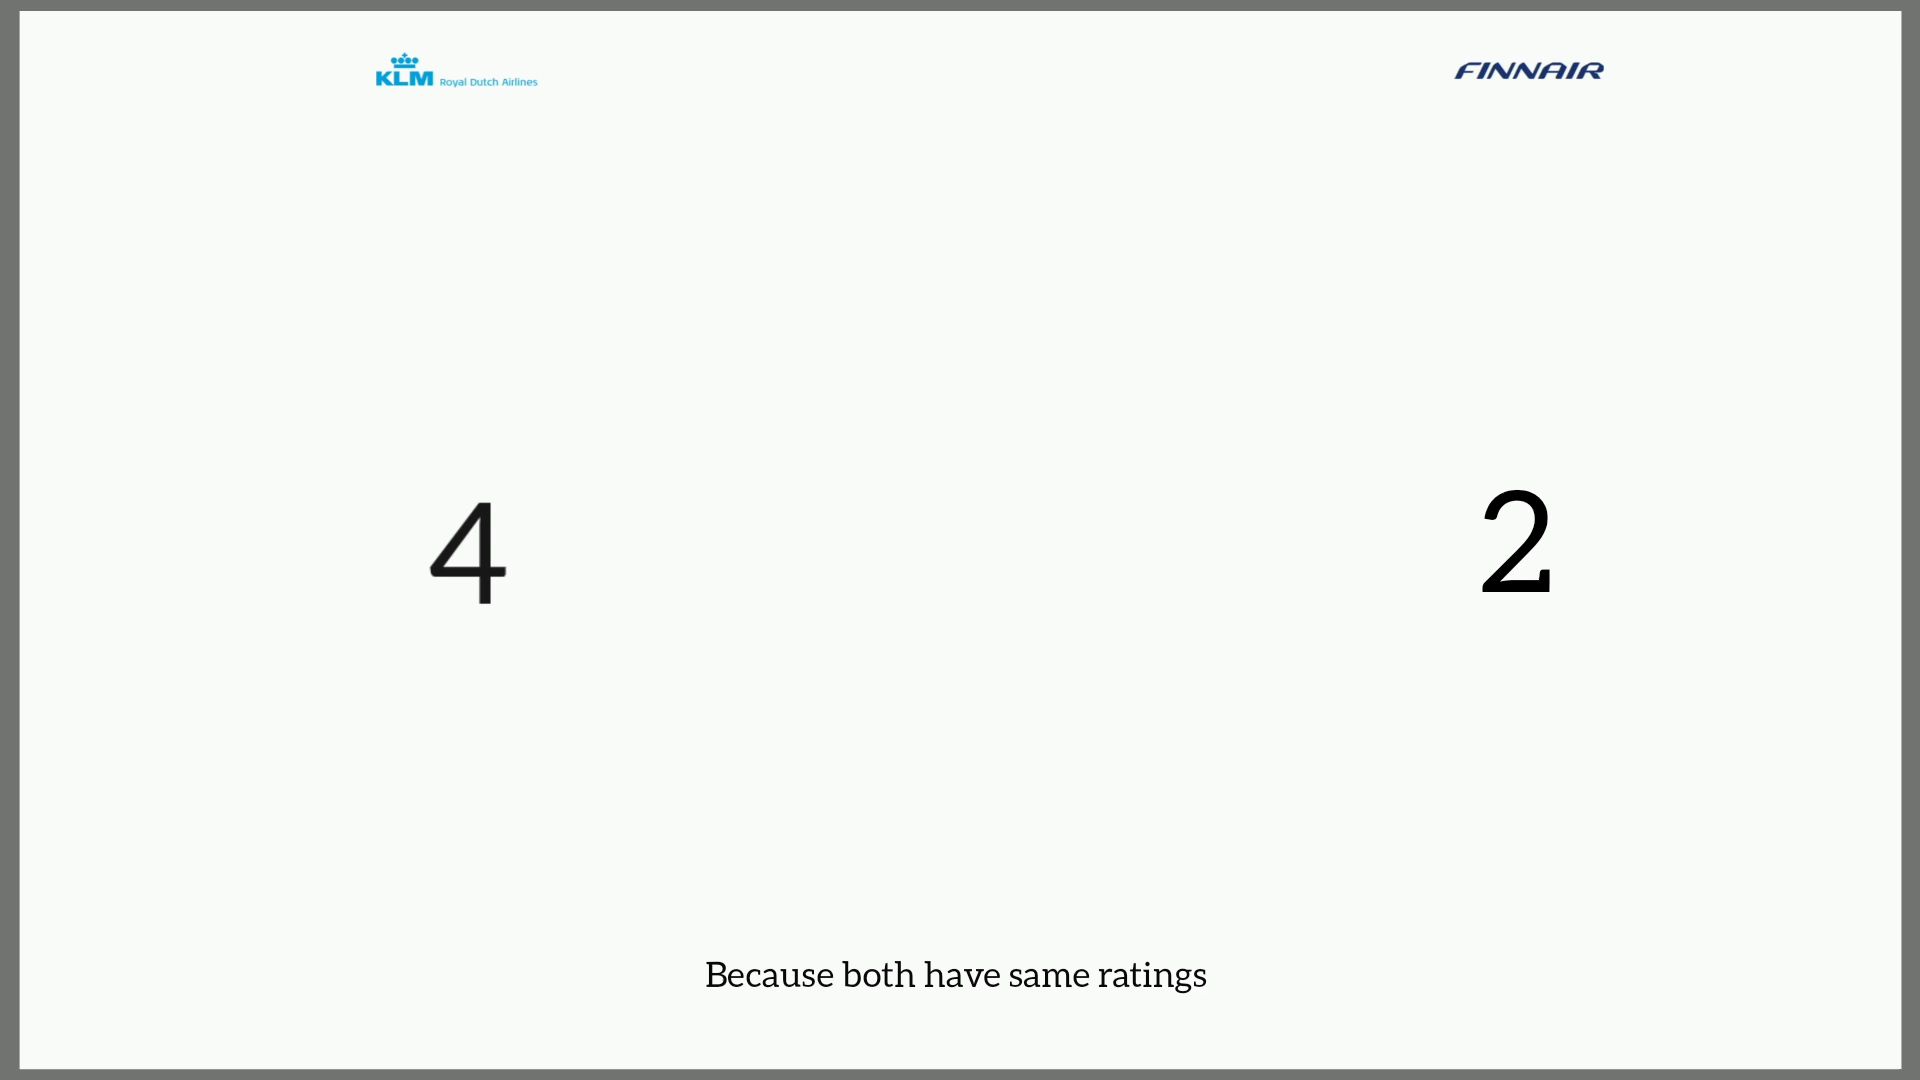 KLM Royal Dutch Airlines
FINNAIR
4
2
Because both have same ratings